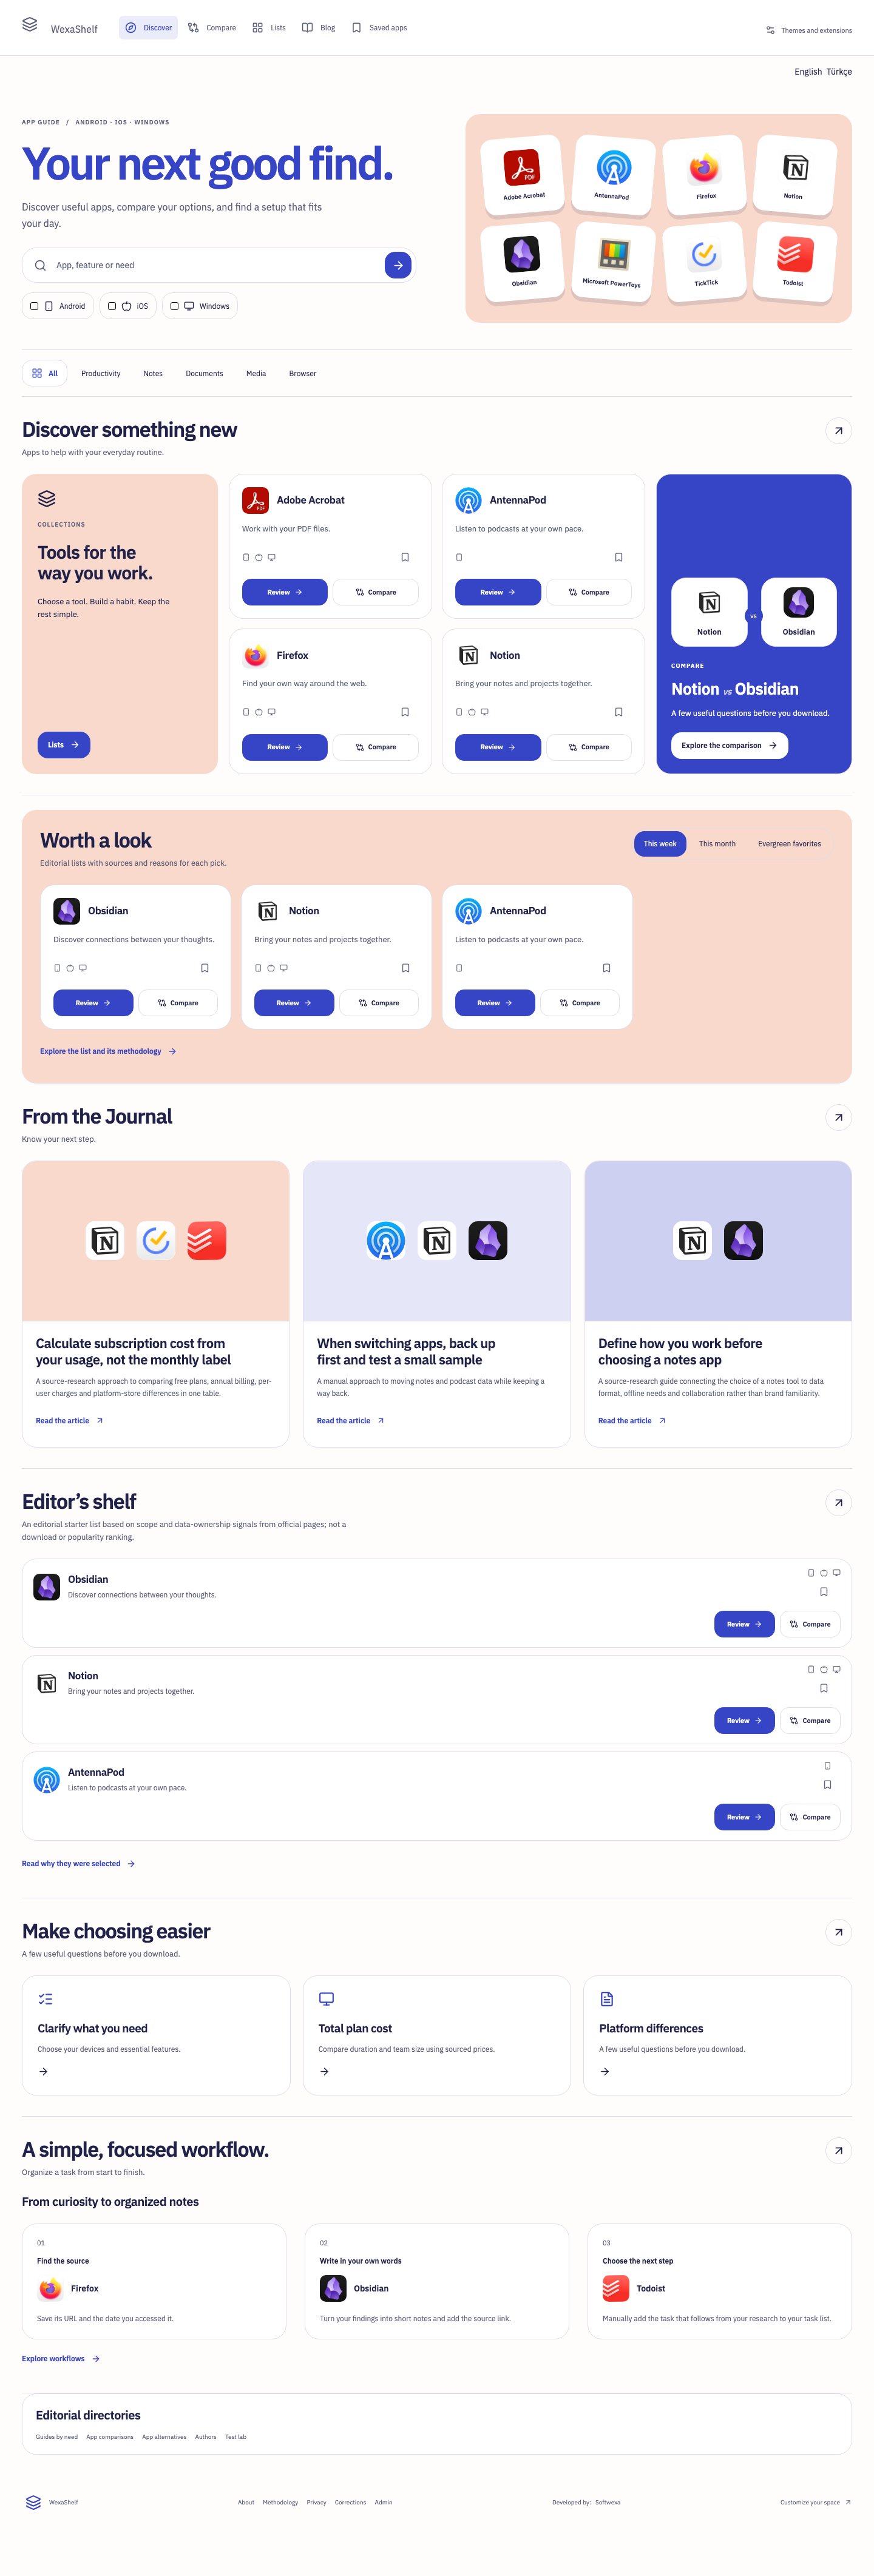 WexaShelf
Discover
Compare
Lists
Blog
Saved apps
Themes and extensions
English Türkçe
APP GUIDE / ANDROID · IOS · WINDOWS
Your next good find.
Discover useful apps, compare your options, and find a setup that fits
your day.
App, feature or need
Android
iOS
Windows
Adobe Acrobat
AntennaPod
Firefox
Notion
Obsidian
Microsoft PowerToys
TickTick
Todoist
All
Productivity
Notes
Documents
Media
Browser
Discover something new
Apps to help with your everyday routine.
COLLECTIONS
Tools for the
way you work.
Choose a tool. Build a habit. Keep the
rest simple.
Lists
PDF
Adobe Acrobat
Work with your PDF files.
Review
Compare
AntennaPod
Listen to podcasts at your own pace.
Review
Compare
Firefox
Find your own way around the web.
Review
Compare
Notion
Bring your notes and projects together.
Review
Compare
Notion
VS
Obsidian
COMPARE
Notion vs Obsidian
A few useful questions before you download.
Explore the comparison
Worth a look
Editorial lists with sources and reasons for each pick.
This week
This month
Evergreen favorites
Obsidian
Discover connections between your thoughts.
Review
Compare
Notion
Bring your notes and projects together.
Review
Compare
AntennaPod
Listen to podcasts at your own pace.
Review
Compare
Explore the list and its methodology
From the Journal
Know your next step.
Calculate subscription cost from
your usage, not the monthly label
A source-research approach to comparing free plans, annual billing, per-
user charges and platform-store differences in one table.
Read the article
When switching apps, back up
first and test a small sample
A manual approach to moving notes and podcast data while keeping a
way back.
Read the article
Define how you work before
choosing a notes app
A source-research guide connecting the choice of a notes tool to data
format, offline needs and collaboration rather than brand familiarity.
Read the article
Editor’s shelf
An editorial starter list based on scope and data-ownership signals from official pages; not a
download or popularity ranking.
Obsidian
Discover connections between your thoughts.
Review
Compare
Notion
Bring your notes and projects together.
Review
Compare
AntennaPod
Listen to podcasts at your own pace.
Review
Compare
Read why they were selected
Make choosing easier
A few useful questions before you download.
Clarify what you need
Choose your devices and essential features.
Total plan cost
Compare duration and team size using sourced prices.
Platform differences
A few useful questions before you download.
A simple, focused workflow.
Organize a task from start to finish.
From curiosity to organized notes
01
Find the source
Firefox
Save its URL and the date you accessed it.
02
Write in your own words
Obsidian
Turn your findings into short notes and add the source link.
03
Choose the next step
Todoist
Manually add the task that follows from your research to your task list.
Explore workflows
Editorial directories
Guides by need
App comparisons
App alternatives
Authors
Test lab
WexaShelf
About
Methodology
Privacy
Corrections
Admin
Developed by: Softwexa
Customize your space